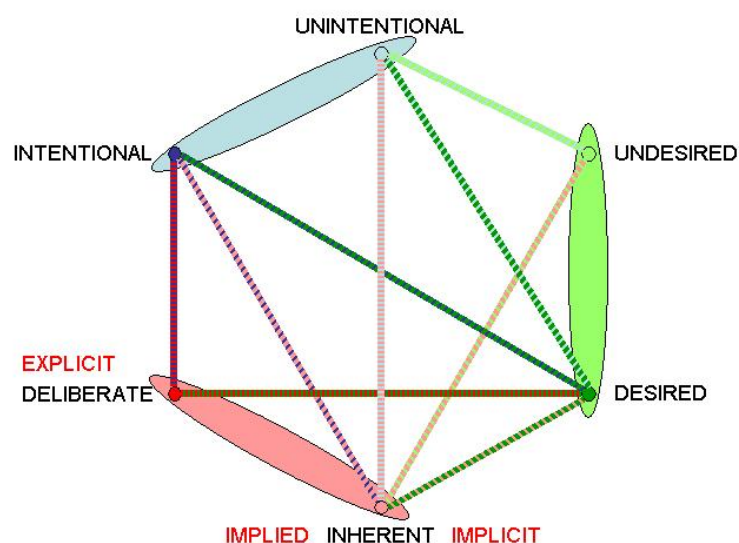 UNINTENTIONAL
INTENTIONAL
UNDESIRED
EXPLICIT
DELIBERATE
DESIRED
IMPLIED INHERENT IMPLICIT